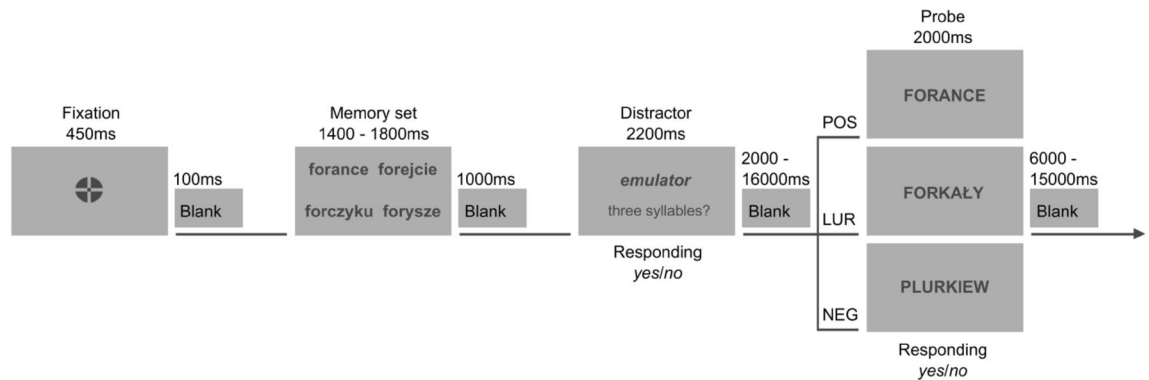 Fixation
450ms
100ms
Blank
Memory set
1400 - 1800ms
forance forejcie
forczyku forysze
1000ms
Blank
Distractor
2200ms
emulator
three syllables?
Responding
yes/no
2000 -
16000ms
Blank
POS
LUR
NEG
Probe
2000ms
FORANCE
FORKAŁY
PLURKIEW
Responding
yes/no
6000 -
15000ms
Blank